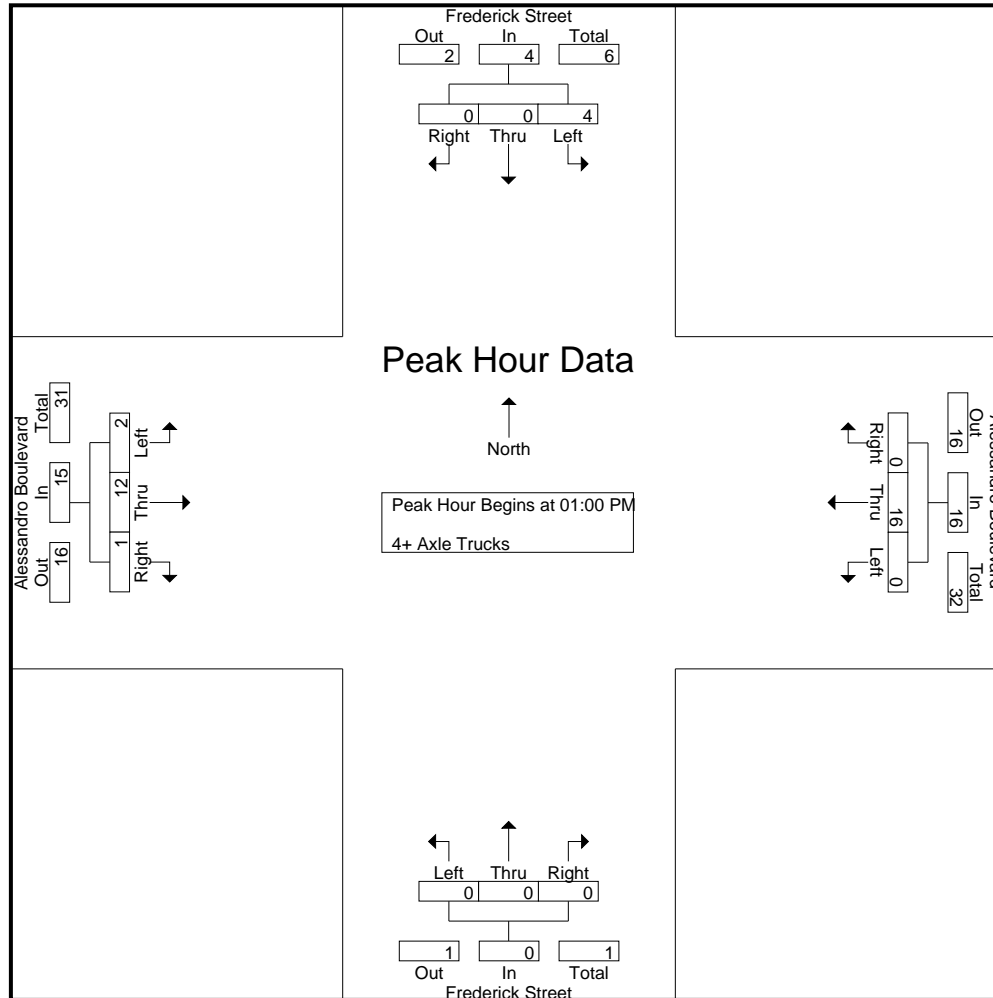 Frederick Street
Out In Total
2 4 6
0 0 4
Right Thru Left
Peak Hour Data
North
Peak Hour Begins at 01:00 PM
4+ Axle Trucks
Alessandro Boulevard
Total In Out
31 15 16
2 12 1
Left Thru Right
Right Thru Left
0 16 0
16 16 32
Out In Total
Left Thru Right
0 0 0
1 0 1
Out In Total
Frederick Street